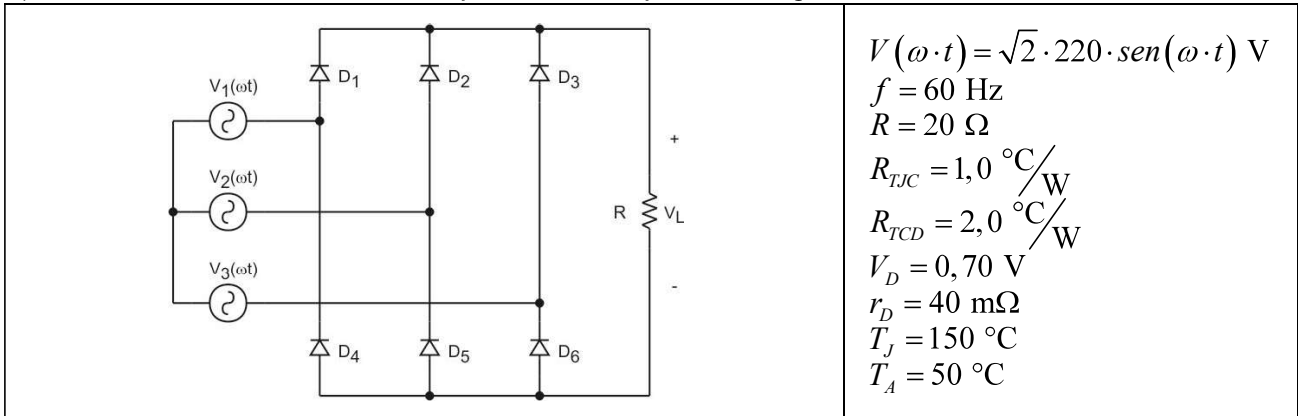 D₁
D₂
D₃
V₁(ωt)
V₂(ωt)
V₃(ωt)
+
R
V_L
-
D₄
D₅
D₆
V(ω·t) = √2·220·sen(ω·t) V
f = 60 Hz
R = 20 Ω
R_TJC = 1,0 °C/W
R_TCD = 2,0 °C/W
V_D = 0,70 V
r_D = 40 mΩ
T_J = 150 °C
T_A = 50 °C